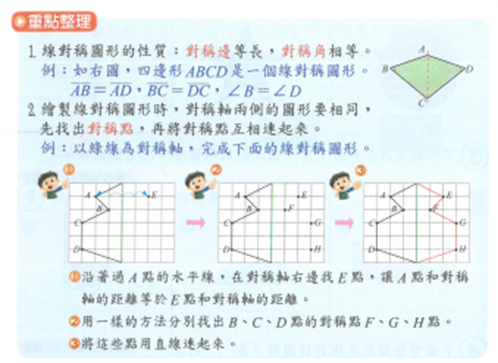 重點整理
1. 線對稱圖形的性質：對稱邊等長，對稱角相等。
例：如右圖，四邊形ABCD是一個線對稱圖形。
AB＝AD，BC＝DC，∠B＝∠D
A
B
D
C
2. 繪製線對稱圖形時，對稱軸兩側的圖形要相同，
先找出對稱點，再將對稱點互相連起來。
例：以綠線為對稱軸，完成下面的線對稱圖形。
① ② ③
A E A E A E
B B F B F
C C G C G
D D H D H
①沿著過A點的水平線，在對稱軸右邊找E點，讓A點和對稱
軸的距離等於E點和對稱軸的距離。
②用一樣的方法分別找出B、C、D點的對稱點F、G、H點。
③將這些點用直線連起來。